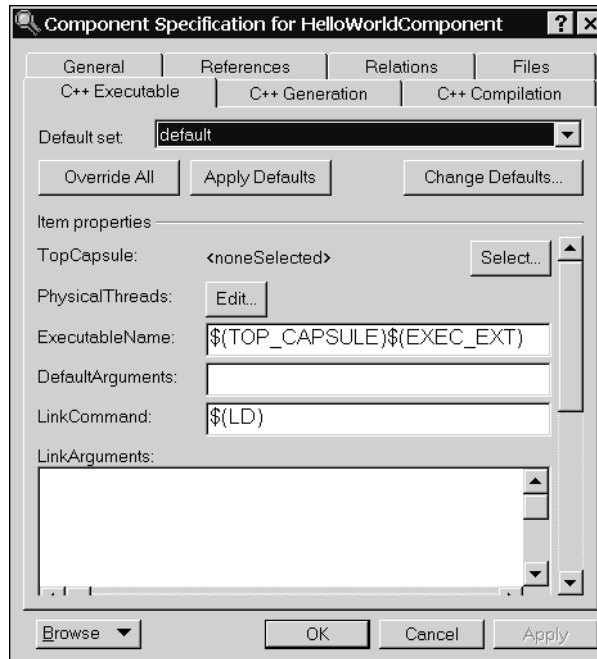 Component Specification for HelloWorldComponent
General References Relations Files
C++ Executable C++ Generation C++ Compilation
Default set: default
Override All Apply Defaults Change Defaults...
Item properties
TopCapsule: <noneSelected> Select...
PhysicalThreads: Edit...
ExecutableName: $(TOP_CAPSULE)$(EXEC_EXT)
DefaultArguments:
LinkCommand: $(LD)
LinkArguments:
Browse OK Cancel Apply